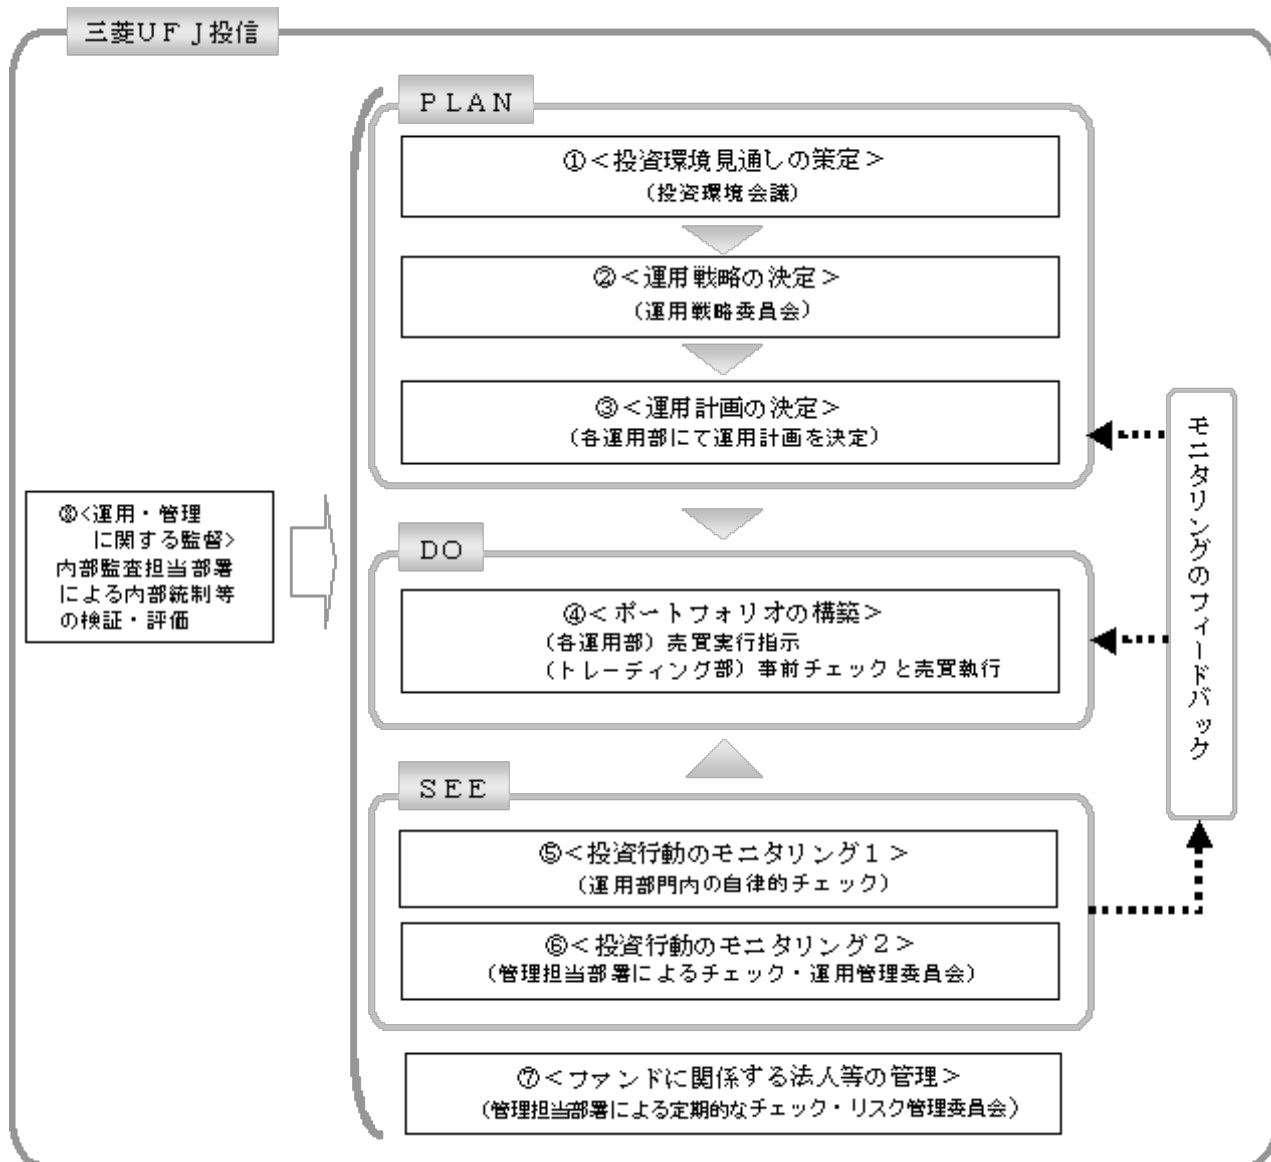 三菱ＵＦＪ投信
ＰＬＡＮ
①＜投資環境見通しの策定＞
（投資環境会議）
②＜運用戦略の決定＞
（運用戦略委員会）
③＜運用計画の決定＞
（各運用部にて運用計画を決定）
⑧<運用・管理
に関する監督>
内部監査担当部署
による内部統制等
の検証・評価
ＤＯ
④＜ポートフォリオの構築＞
（各運用部）売買実行指示
（トレーディング部）事前チェックと売買執行
モニタリングのフィードバック
ＳＥＥ
⑤＜投資行動のモニタリング１＞
（運用部門内の自律的チェック）
⑥＜投資行動のモニタリング２＞
（管理担当部署によるチェック・運用管理委員会）
⑦＜ファンドに関係する法人等の管理＞
（管理担当部署による定期的なチェック・リスク管理委員会）